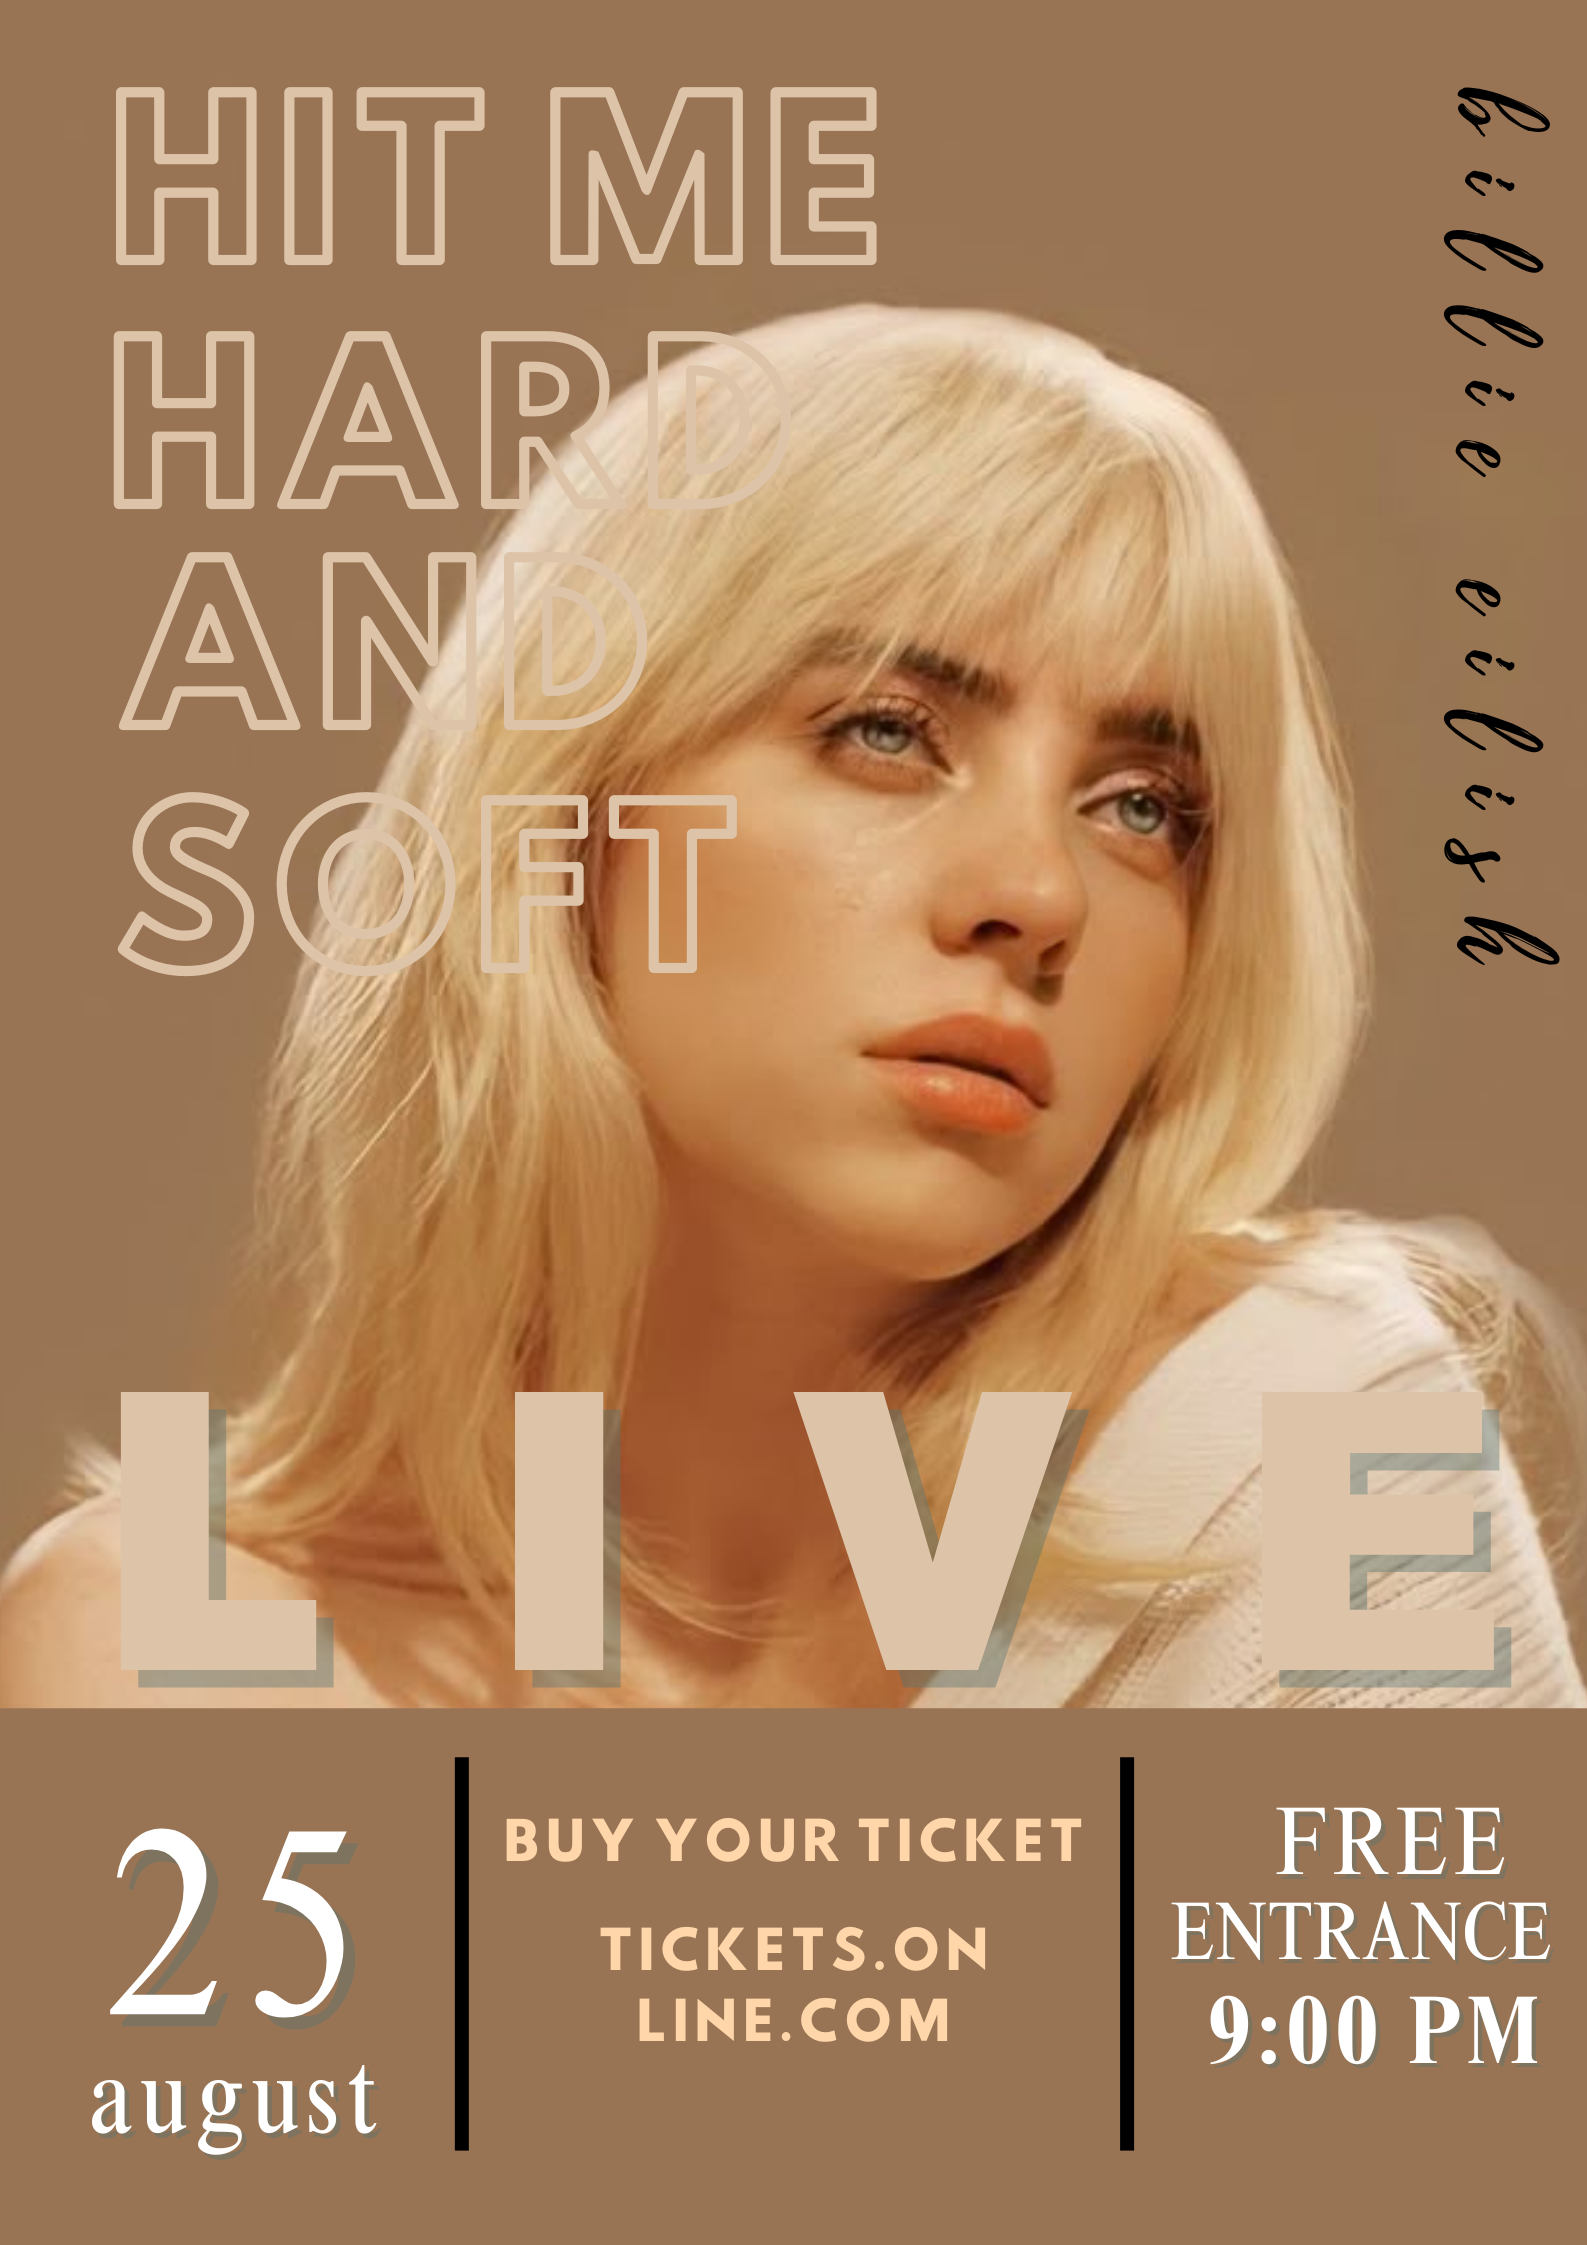 HIT ME
HARD
AND
SOFT
billie eilish
LIVE
25
august
BUY YOUR TICKET
TICKETS.ON
LINE.COM
FREE
ENTRANCE
9:00 PM